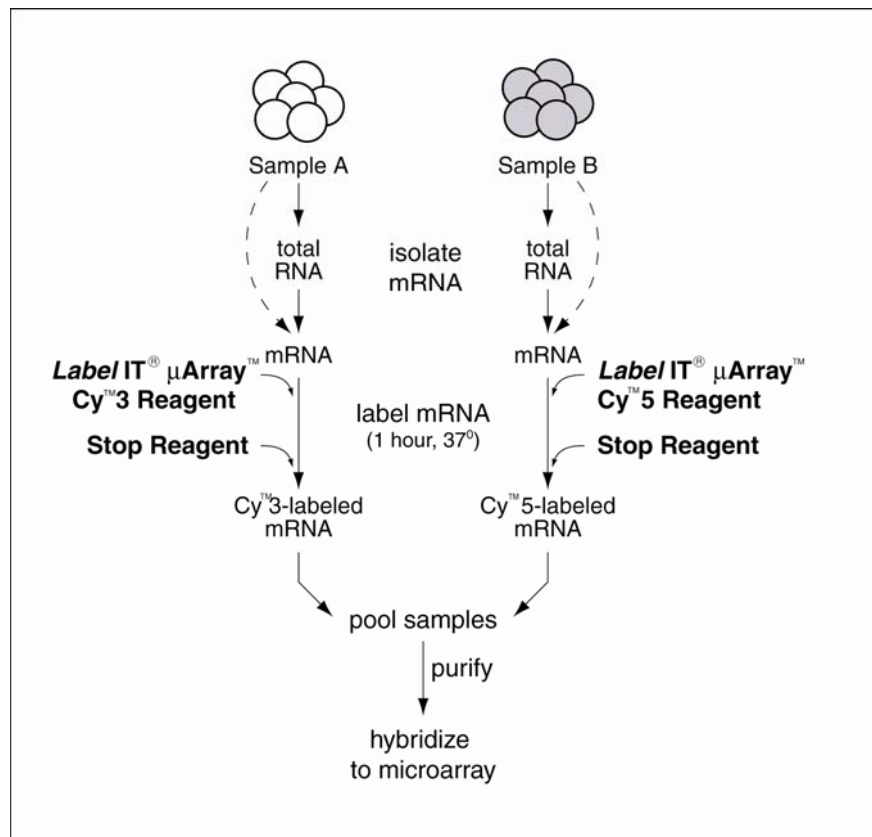 Sample A
Sample B
total
RNA
isolate
mRNA
total
RNA
mRNA
mRNA
Label IT® µArray™
Cy™3 Reagent
Label IT® µArray™
Cy™5 Reagent
label mRNA
(1 hour, 37⁰)
Stop Reagent
Stop Reagent
Cy™3-labeled
mRNA
Cy™5-labeled
mRNA
pool samples
purify
hybridize
to microarray